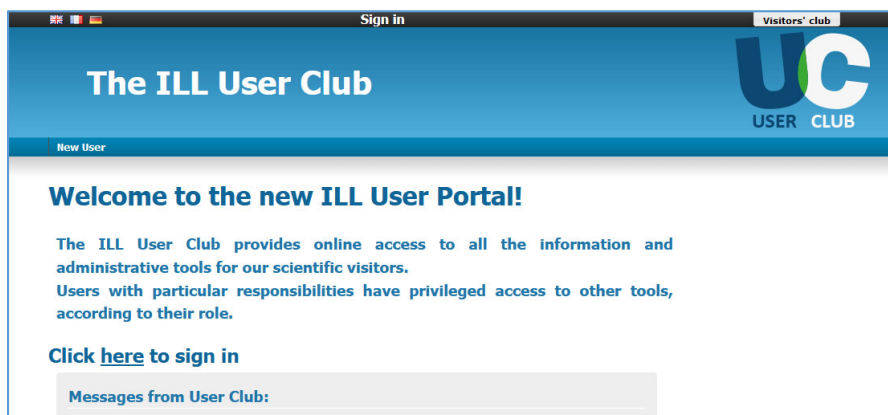 Sign in
Visitors' club
The ILL User Club
UC
USER CLUB
New User
Welcome to the new ILL User Portal!
The ILL User Club provides online access to all the information and
administrative tools for our scientific visitors.
Users with particular responsibilities have privileged access to other tools,
according to their role.
Click here to sign in
Messages from User Club: